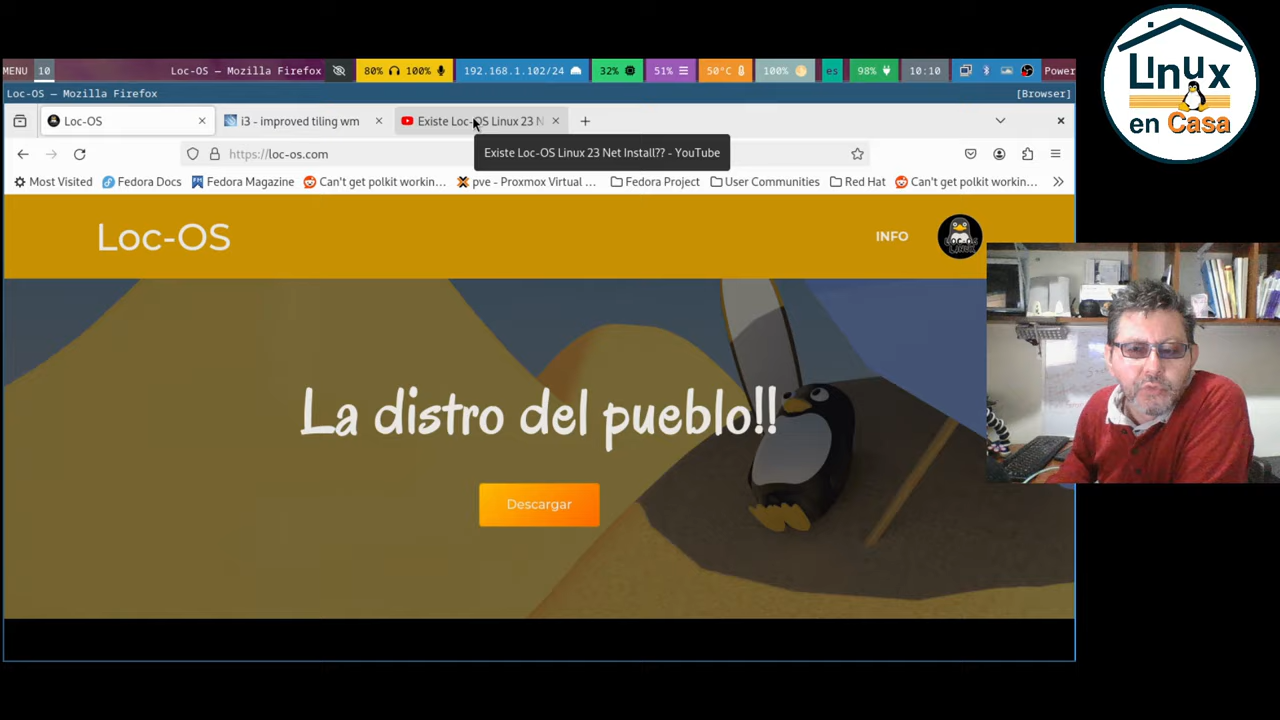 LInux
en Casa
MENU 10 Loc-OS — Mozilla Firefox 80% 100% 192.168.1.102/24 32% 51% 50°C 100% es 98% 10:10 Power
Loc-OS — Mozilla Firefox [Browser]
Loc-OS i3 - improved tiling wm Existe Loc-OS Linux 23 N
Existe Loc-OS Linux 23 Net Install?? - YouTube
https://loc-os.com
Most Visited Fedora Docs Fedora Magazine Can't get polkit workin... pve - Proxmox Virtual ... Fedora Project User Communities Red Hat Can't get polkit workin...
Loc-OS INFO
LOC-OS
LINUX
La distro del pueblo!!
Descargar